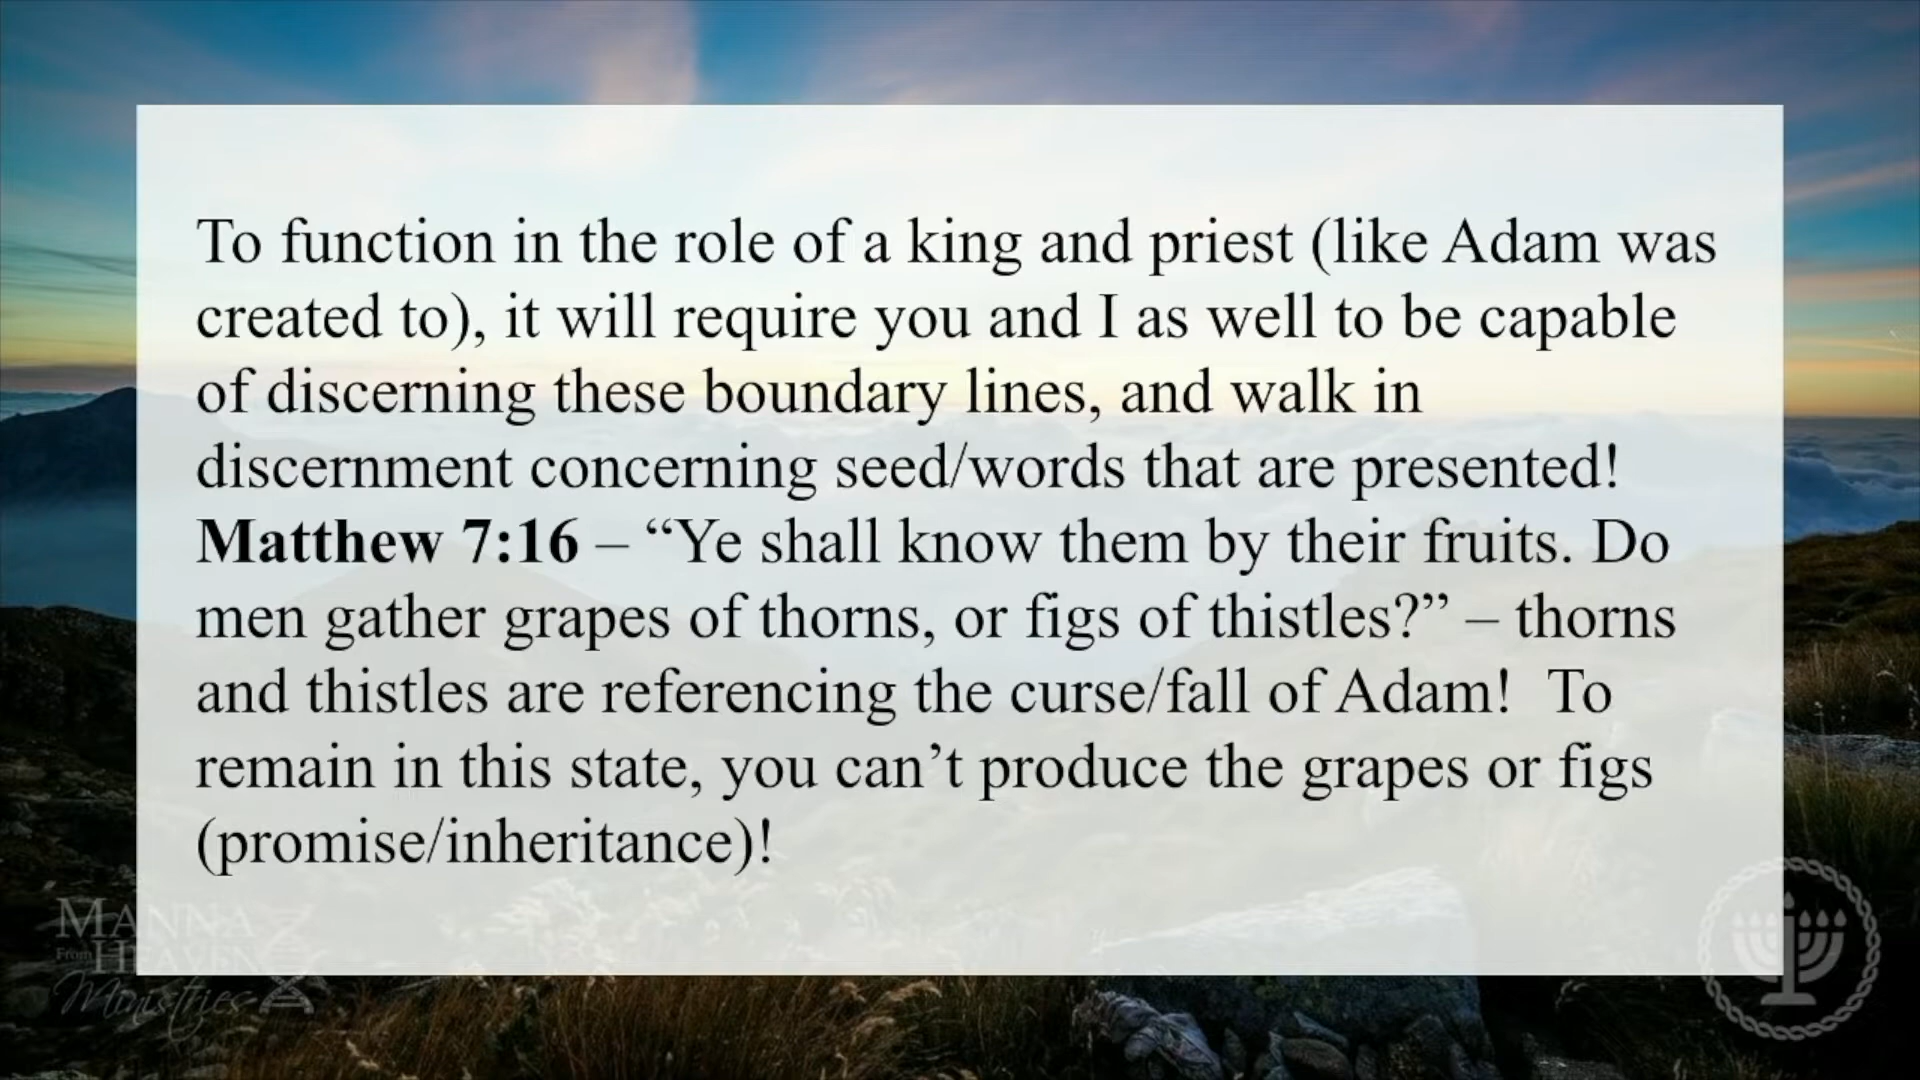 To function in the role of a king and priest (like Adam was
created to), it will require you and I as well to be capable
of discerning these boundary lines, and walk in
discernment concerning seed/words that are presented!
Matthew 7:16 – “Ye shall know them by their fruits. Do
men gather grapes of thorns, or figs of thistles?” – thorns
and thistles are referencing the curse/fall of Adam!  To
remain in this state, you can’t produce the grapes or figs
(promise/inheritance)!
MANNA
From HEAVEN
Ministries